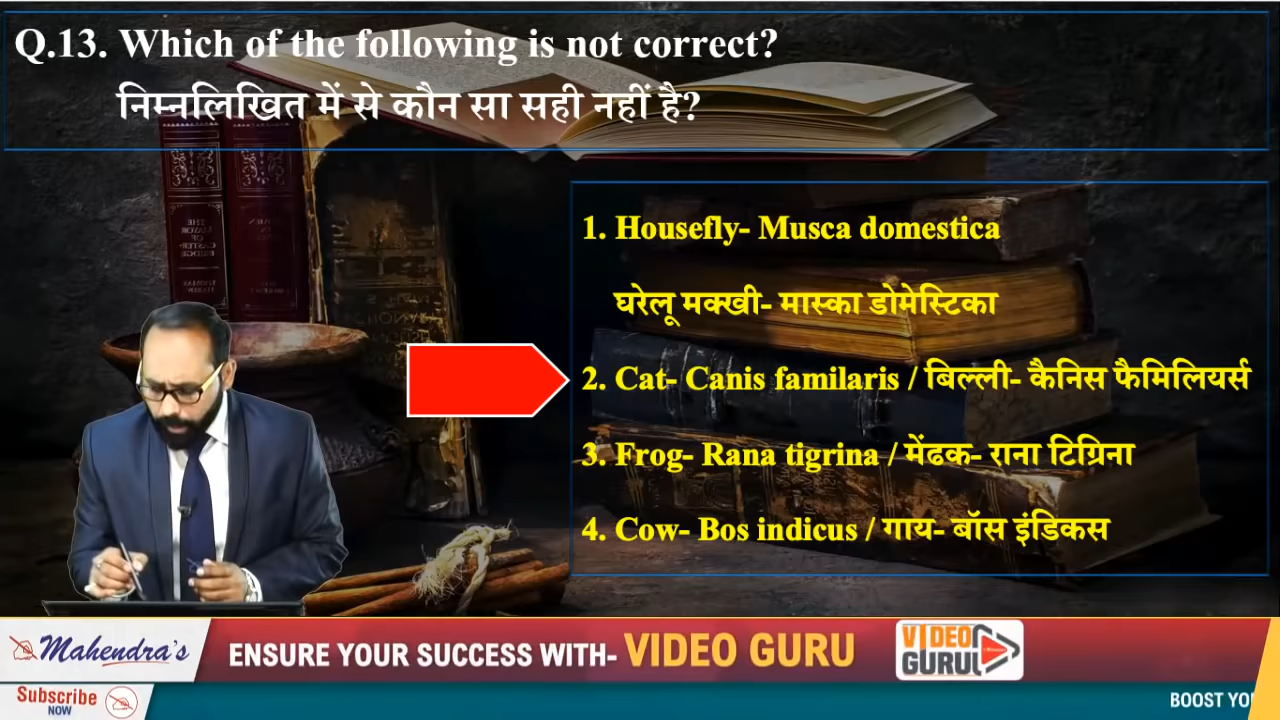 Q.13. Which of the following is not correct?
निम्नलिखित में से कौन सा सही नहीं है?
1. Housefly- Musca domestica
घरेलू मक्खी- मास्का डोमेस्टिका
2. Cat- Canis familaris / बिल्ली- कैनिस फैमिलियर्स
3. Frog- Rana tigrina / मेंढक- राना टिग्रिना
4. Cow- Bos indicus / गाय- बॉस इंडिकस
Mahendra's
ENSURE YOUR SUCCESS WITH- VIDEO GURU
VIDEO
GURU
Subscribe
NOW
BOOST